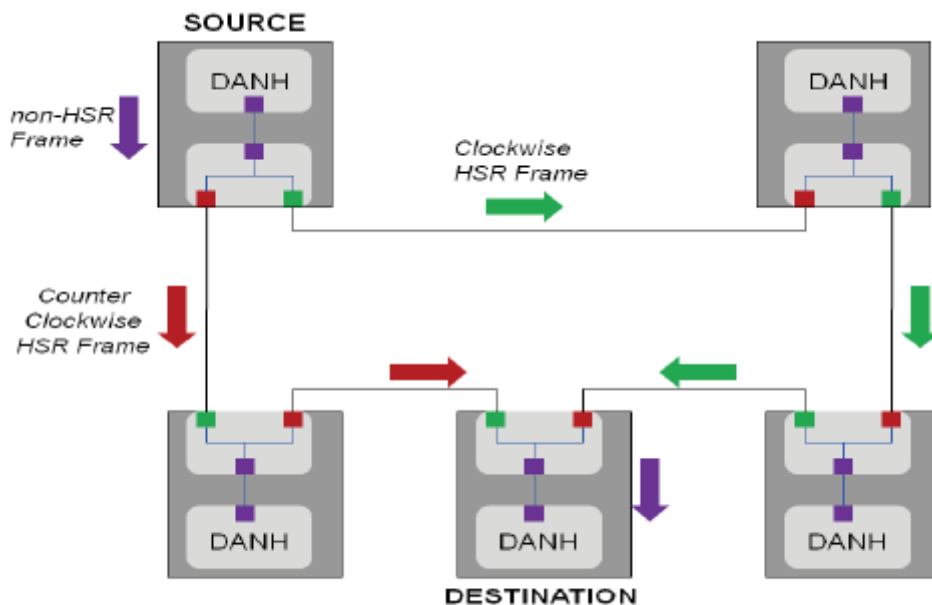 SOURCE
DANH
DANH
non-HSR
Frame
Clockwise
HSR Frame
Counter
Clockwise
HSR Frame
DANH
DANH
DANH
DESTINATION